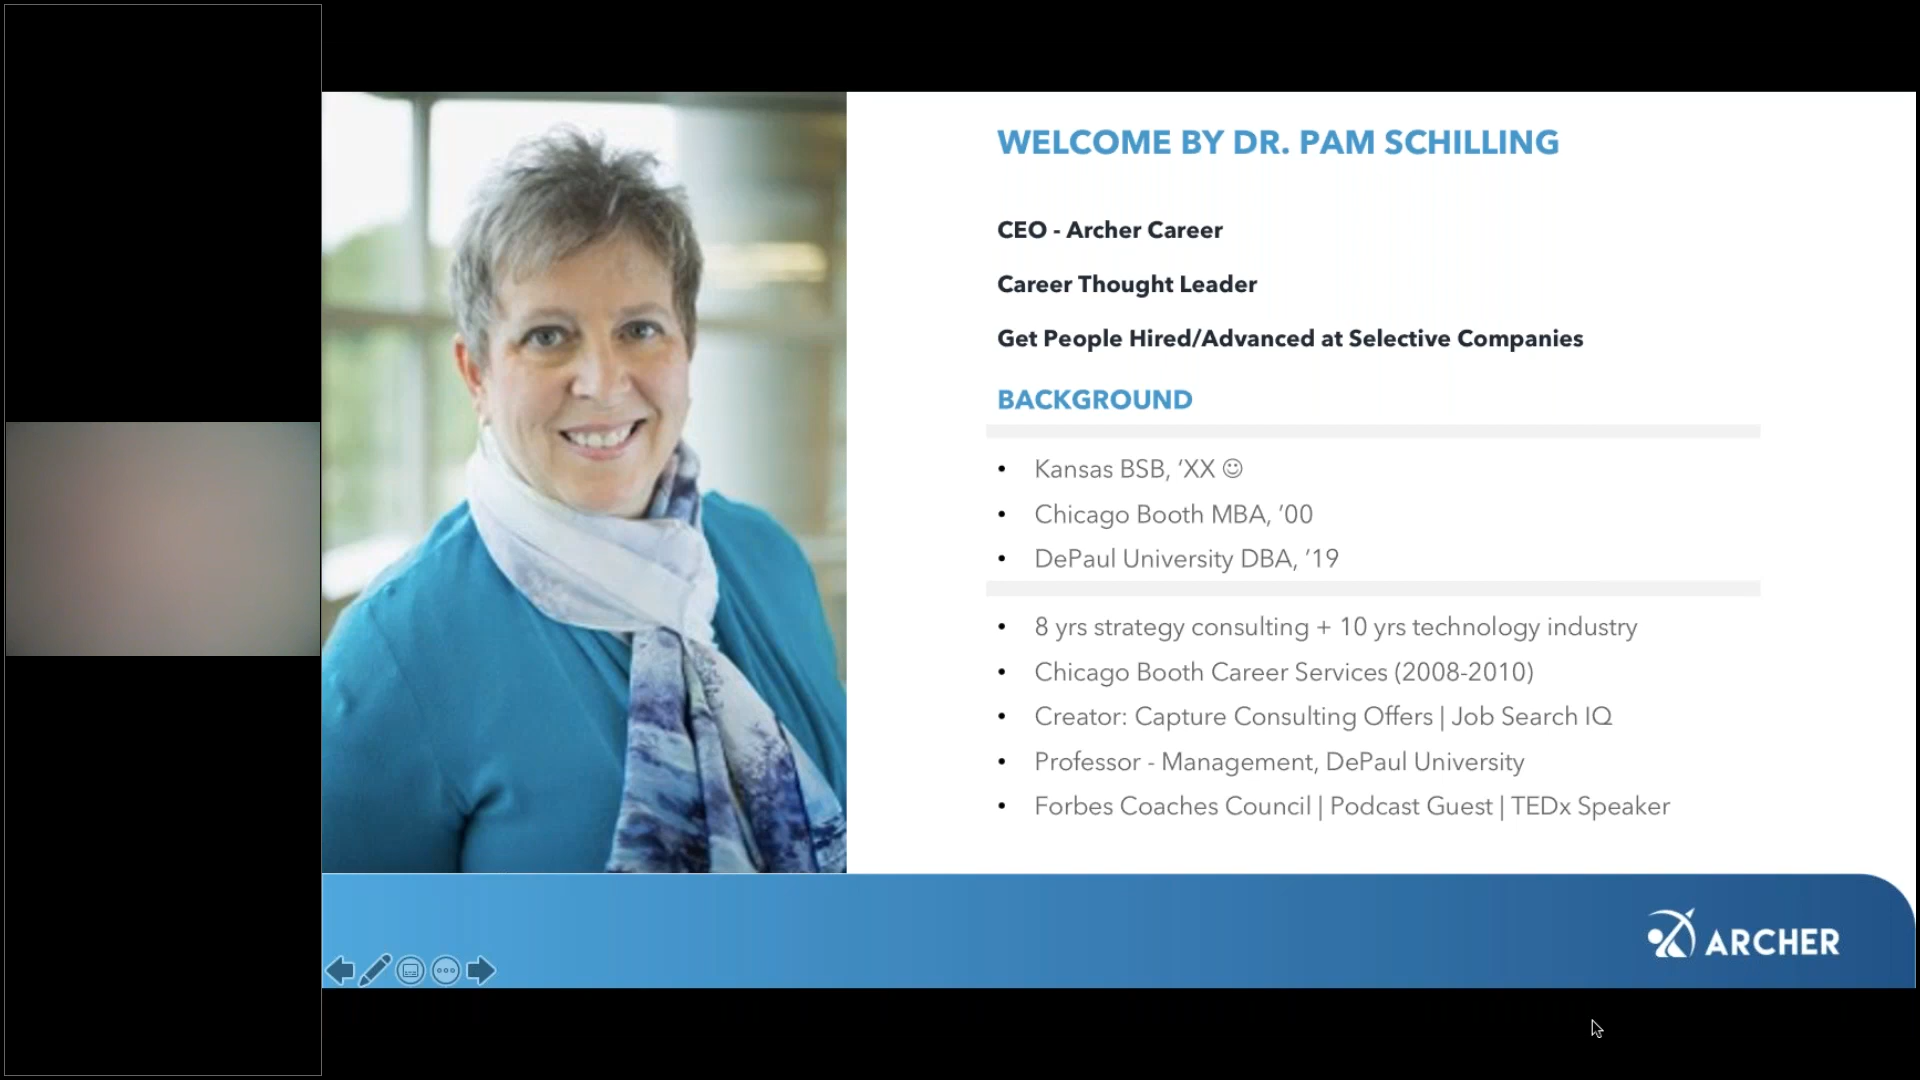 WELCOME BY DR. PAM SCHILLING
CEO - Archer Career
Career Thought Leader
Get People Hired/Advanced at Selective Companies
BACKGROUND
• Kansas BSB, ‘XX ☺
• Chicago Booth MBA, ’00
• DePaul University DBA, ’19
• 8 yrs strategy consulting + 10 yrs technology industry
• Chicago Booth Career Services (2008-2010)
• Creator: Capture Consulting Offers | Job Search IQ
• Professor - Management, DePaul University
• Forbes Coaches Council | Podcast Guest | TEDx Speaker
ARCHER